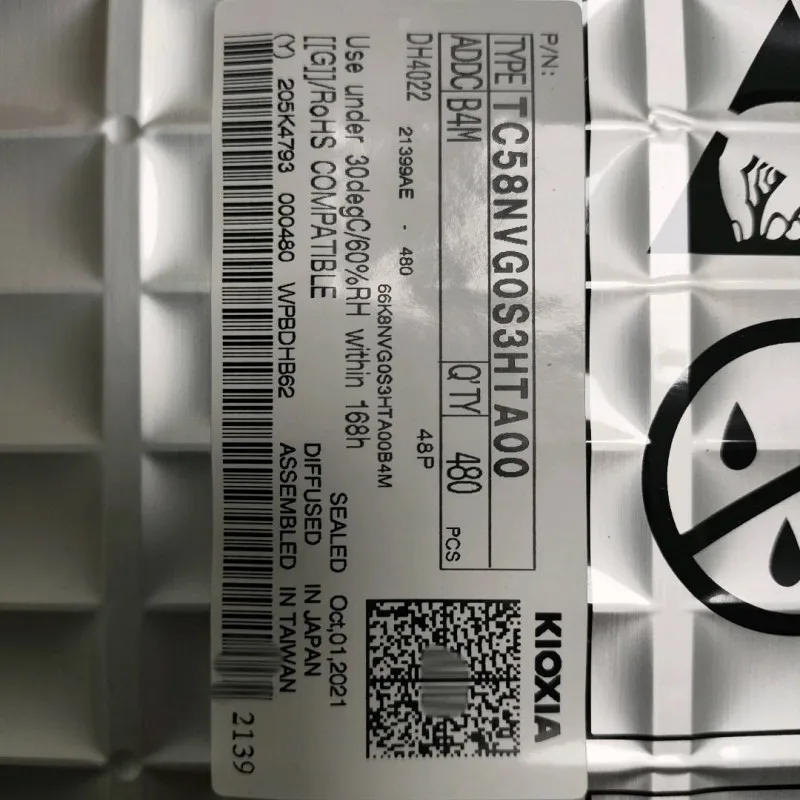 P/N:
TYPE TC58NVG0S3HTA00
ADDC B4M Q'TY 480 PCS
DH4022 48P
21399AE - 480
66K8NVG0S3HTA00B4M
Use under 30degC/60%RH within 168h
SEALED Oct,01,2021
[[G]]/RoHS COMPATIBLE
DIFFUSED IN JAPAN
ASSEMBLED IN TAIWAN
(Y) 205K4793 000480 WPBDHB62
KIOXIA
2139